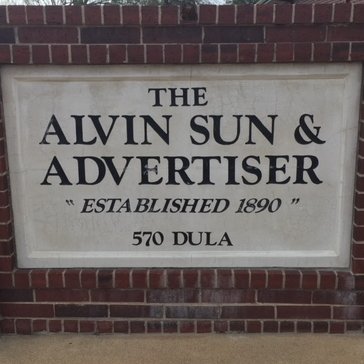 THE
ALVIN SUN &
ADVERTISER
" ESTABLISHED 1890 "
570 DULA